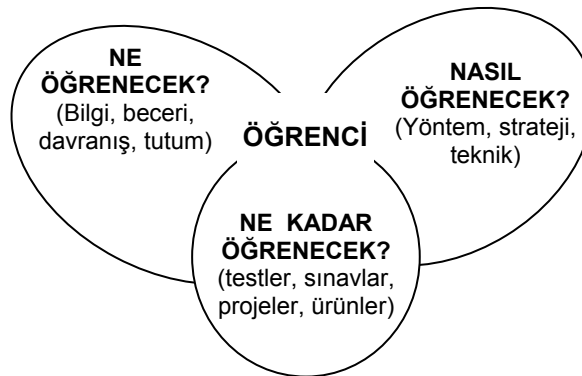 NE
ÖĞRENECEK?
(Bilgi, beceri,
davranış, tutum)
NASIL
ÖĞRENECEK?
(Yöntem, strateji,
teknik)
ÖĞRENCİ
NE KADAR
ÖĞRENECEK?
(testler, sınavlar,
projeler, ürünler)